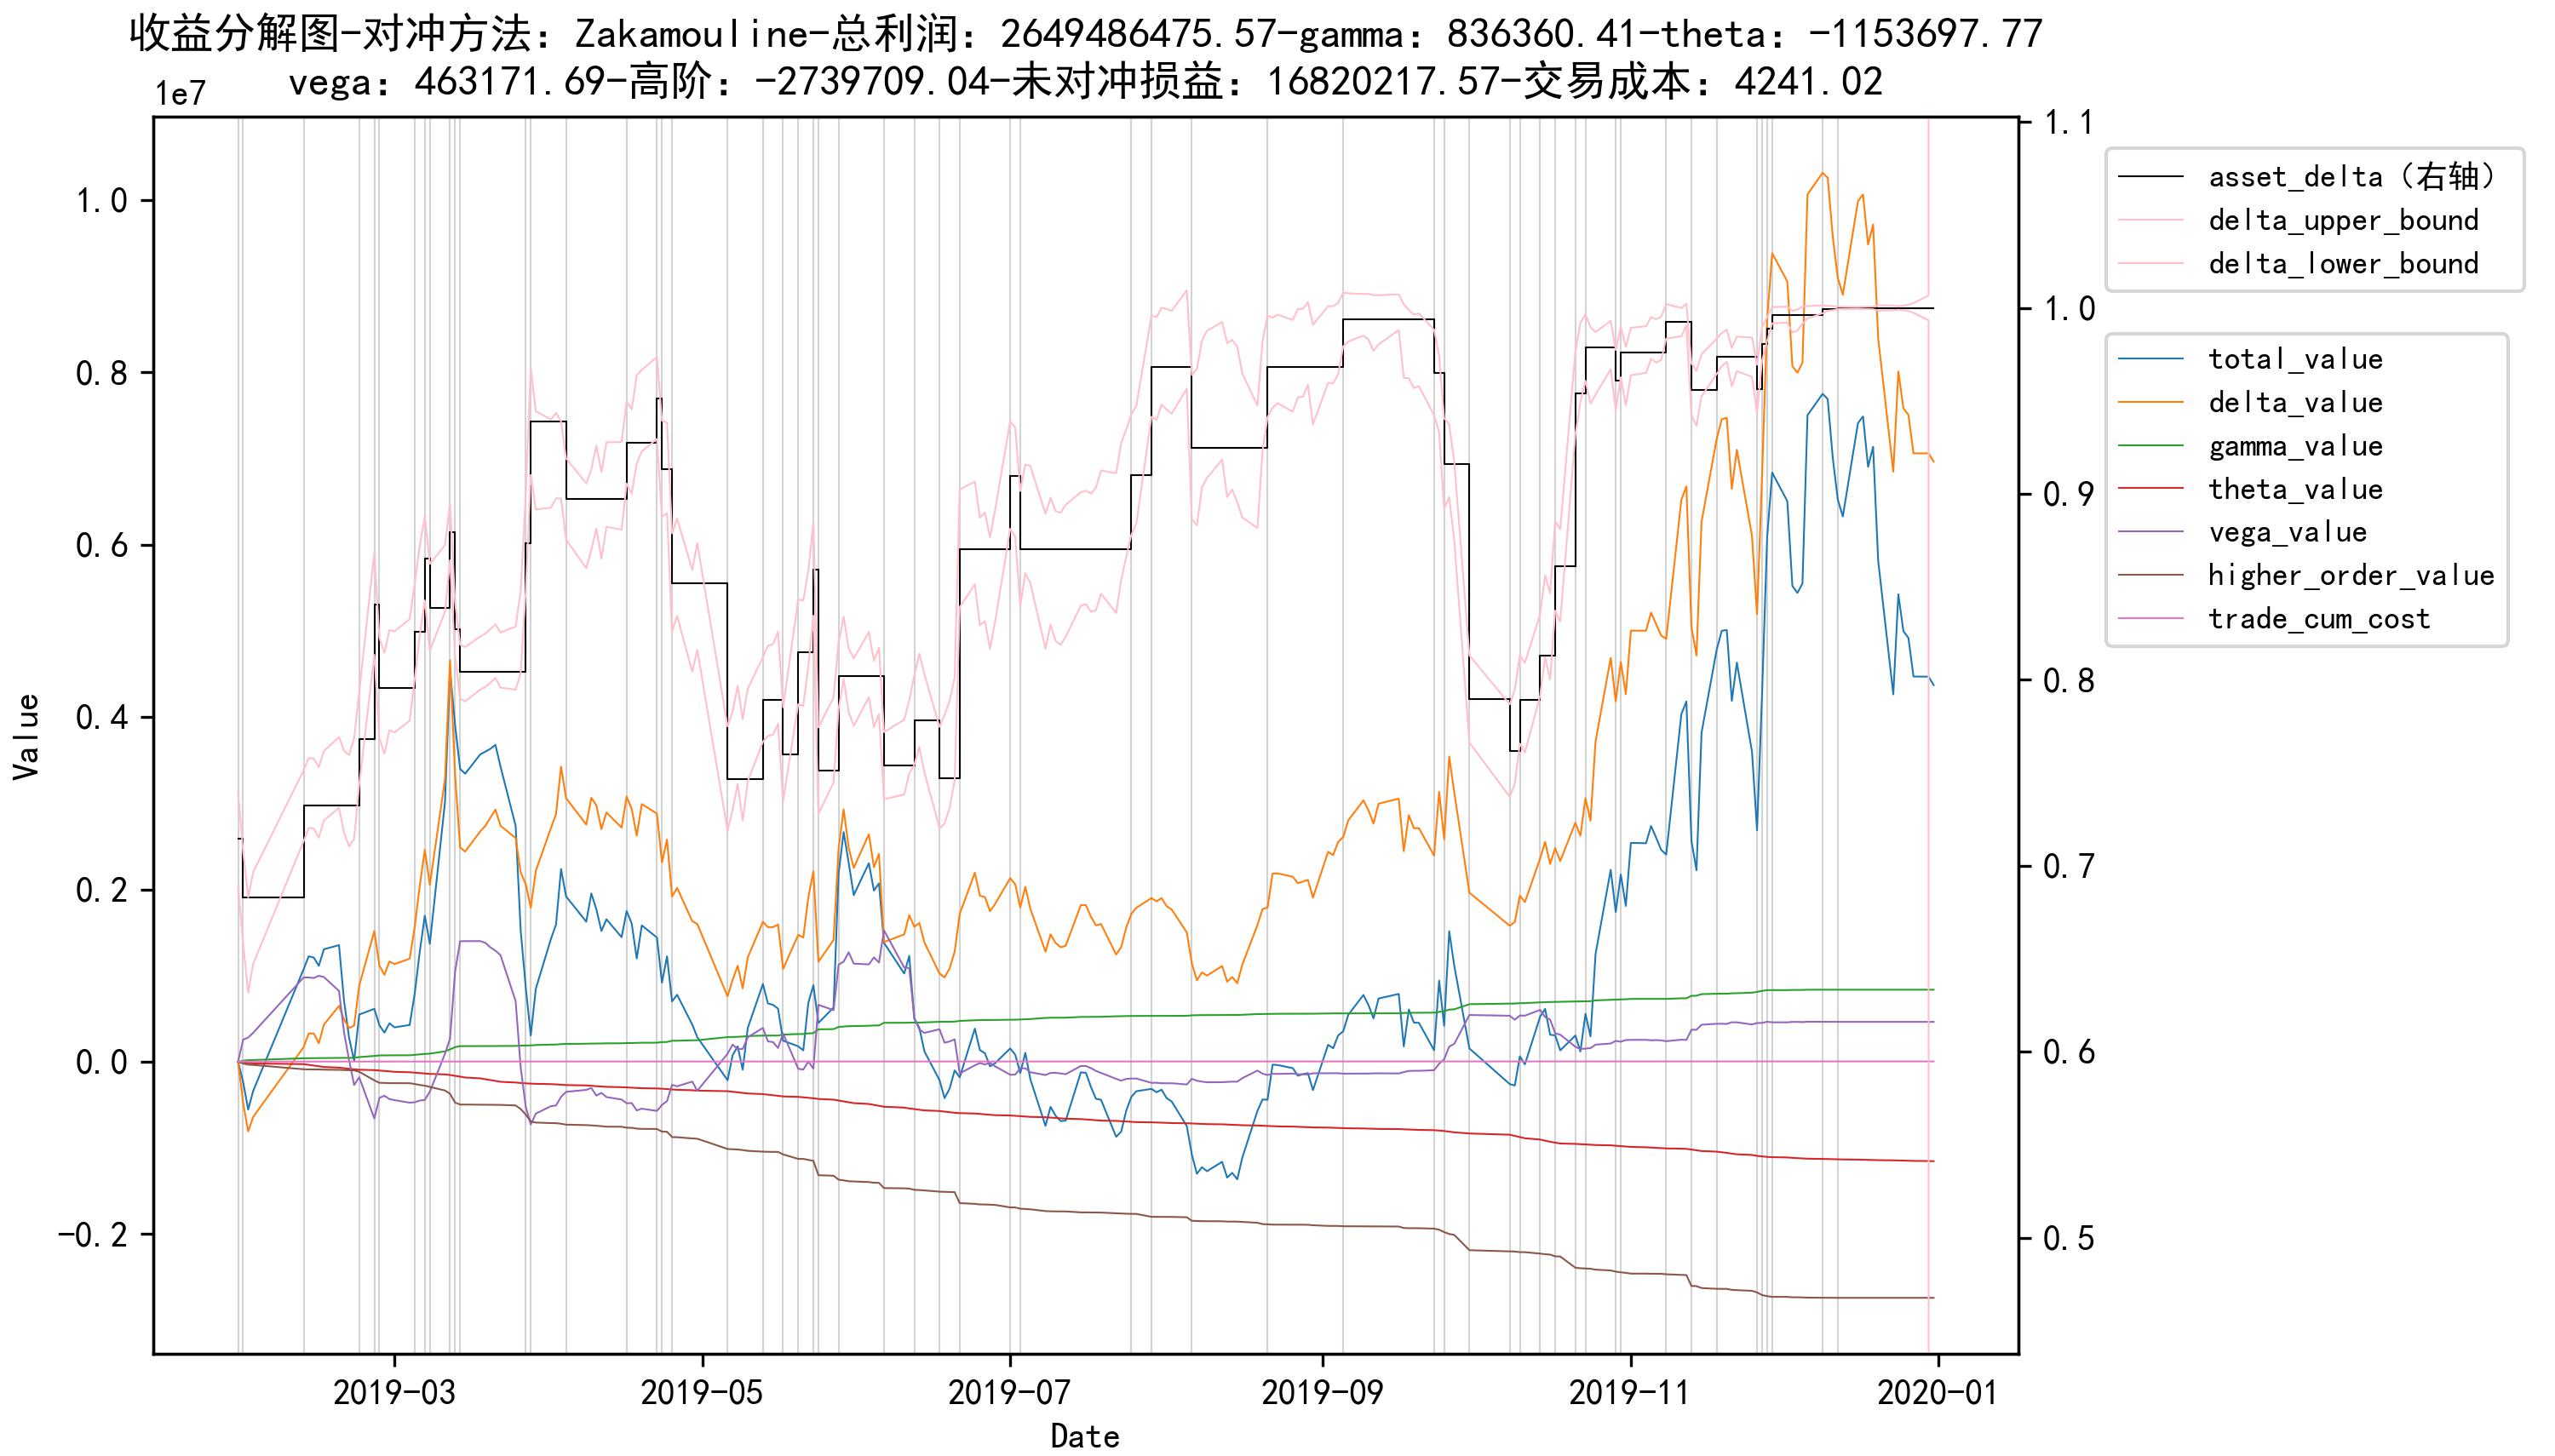 收益分解图-对冲方法：Zakamouline-总利润：2649486475.57-gamma：836360.41-theta：-1153697.77
vega：463171.69-高阶：-2739709.04-未对冲损益：16820217.57-交易成本：4241.02
1e7
1.0
0.8
0.6
0.4
0.2
0.0
-0.2
Value
2019-03
2019-05
2019-07
2019-09
2019-11
2020-01
Date
1.1
1.0
0.9
0.8
0.7
0.6
0.5
asset_delta（右轴）
delta_upper_bound
delta_lower_bound
total_value
delta_value
gamma_value
theta_value
vega_value
higher_order_value
trade_cum_cost